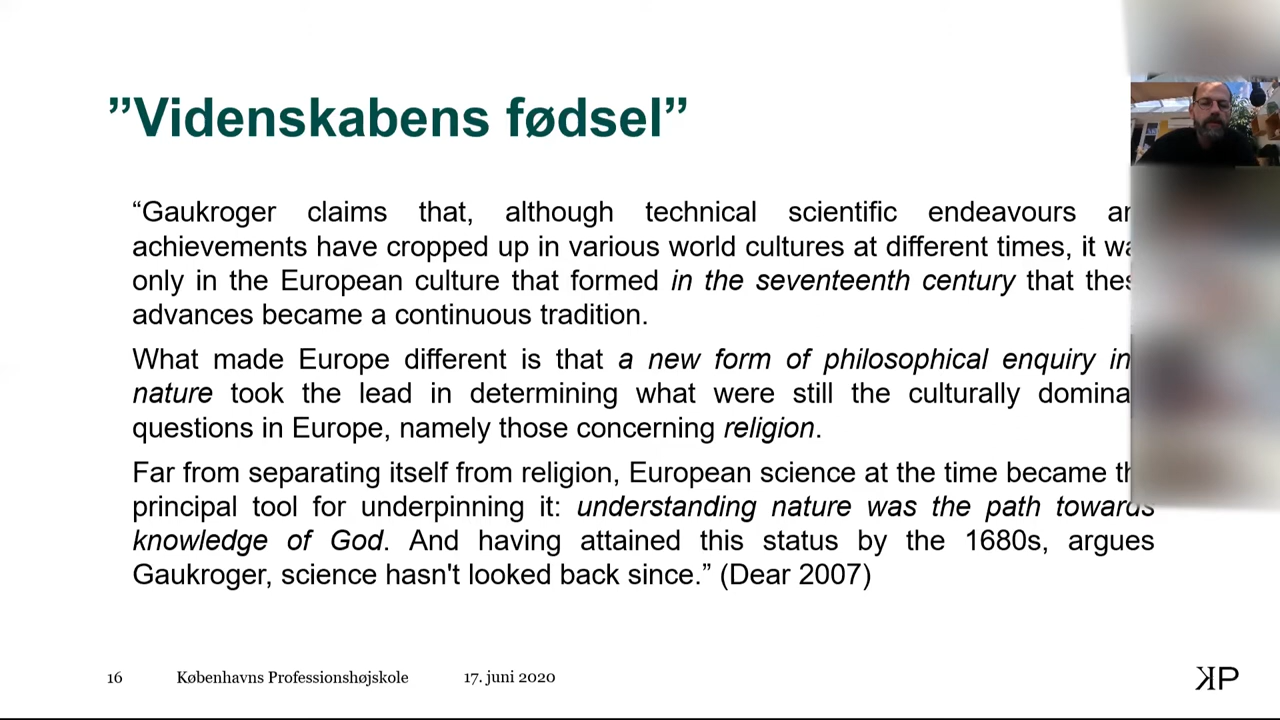 ”Videnskabens fødsel”
“Gaukroger claims that, although technical scientific endeavours
achievements have cropped up in various world cultures at different times, it
only in the European culture that formed in the seventeenth century that
advances became a continuous tradition.
What made Europe different is that a new form of philosophical enquiry
nature took the lead in determining what were still the culturally
questions in Europe, namely those concerning religion.
Far from separating itself from religion, European science at the time became
principal tool for underpinning it: understanding nature was the path towards
knowledge of God. And having attained this status by the 1680s, argues
Gaukroger, science hasn't looked back since.” (Dear 2007)
16 Københavns Professionshøjskole 17. juni 2020
KP